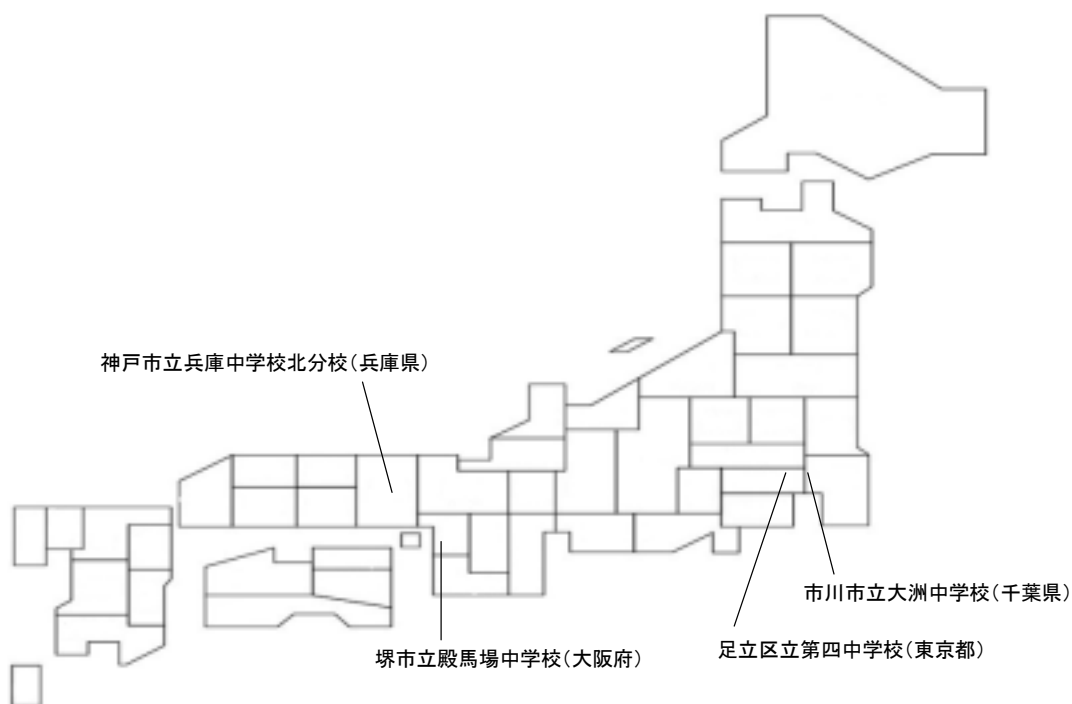 神戸市立兵庫中学校北分校(兵庫県)
市川市立大洲中学校(千葉県)
足立区立第四中学校(東京都)
堺市立殿馬場中学校(大阪府)